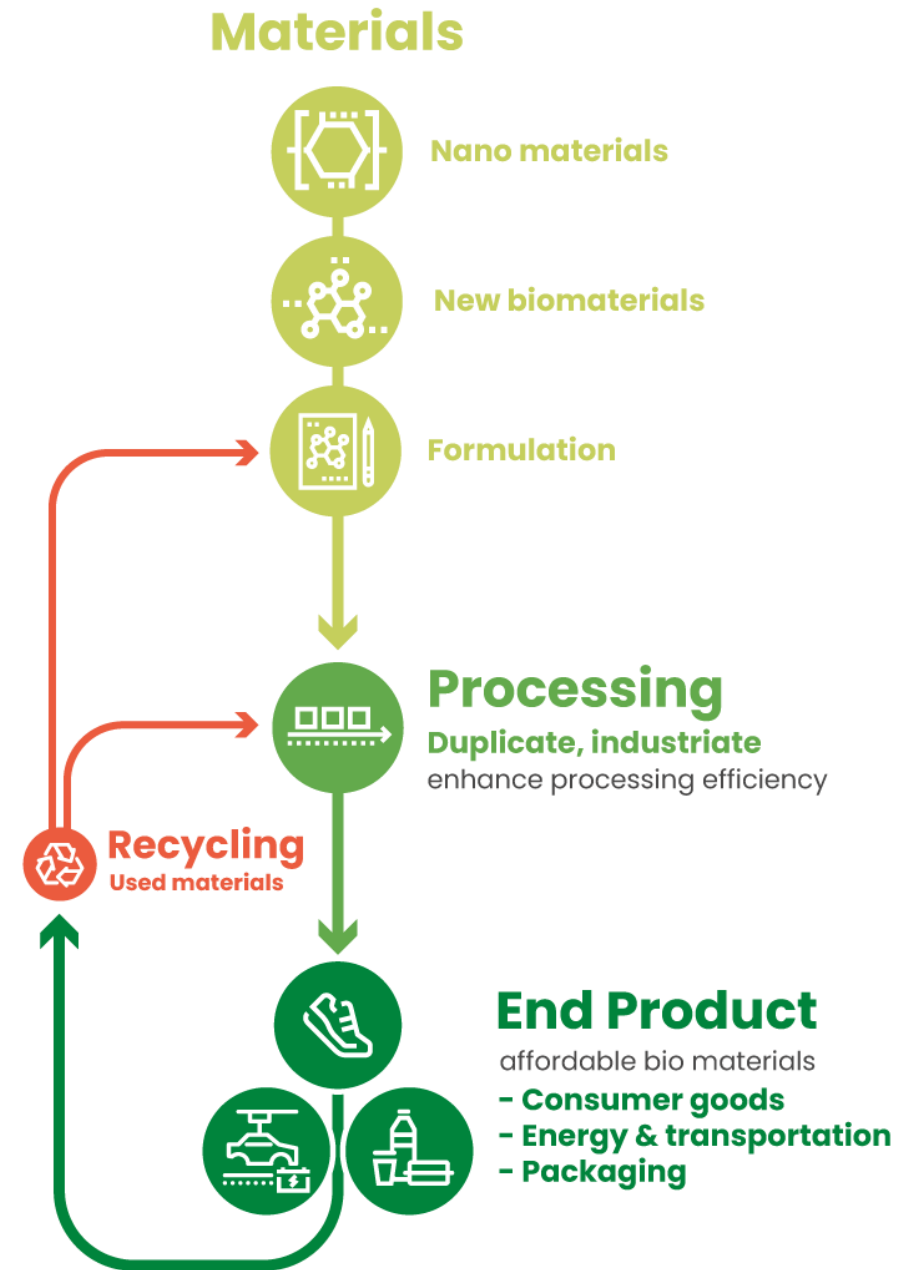 Materials
Nano materials
New biomaterials
Formulation
Processing
Duplicate, industriate
enhance processing efficiency
Recycling
Used materials
End Product
affordable bio materials
- Consumer goods
- Energy & transportation
- Packaging